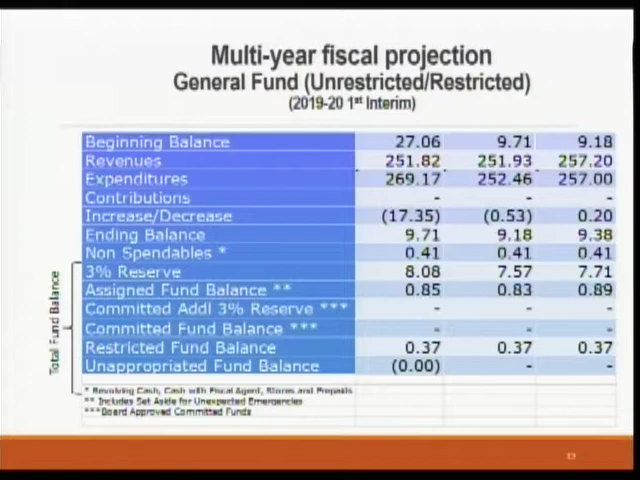 Multi-year fiscal projection
General Fund (Unrestricted/Restricted)
(2019-20 1st Interim)
Beginning Balance 27.06 9.71 9.18
Revenues 251.82 251.93 257.20
Expenditures 269.17 252.46 257.00
Contributions - - -
Increase/Decrease (17.35) (0.53) 0.20
Ending Balance 9.71 9.18 9.38
Non Spendables * 0.41 0.41 0.41
3% Reserve 8.08 7.57 7.71
Assigned Fund Balance ** 0.85 0.83 0.89
Committed Addl 3% Reserve *** - - -
Committed Fund Balance *** - - -
Restricted Fund Balance 0.37 0.37 0.37
Unappropriated Fund Balance (0.00) - -
Total Fund Balance
* Revolving Cash, Cash with Fiscal Agent, Stores and Prepaids
** Includes Set Aside for Unexpected Emergencies
***Board Approved Committed Funds